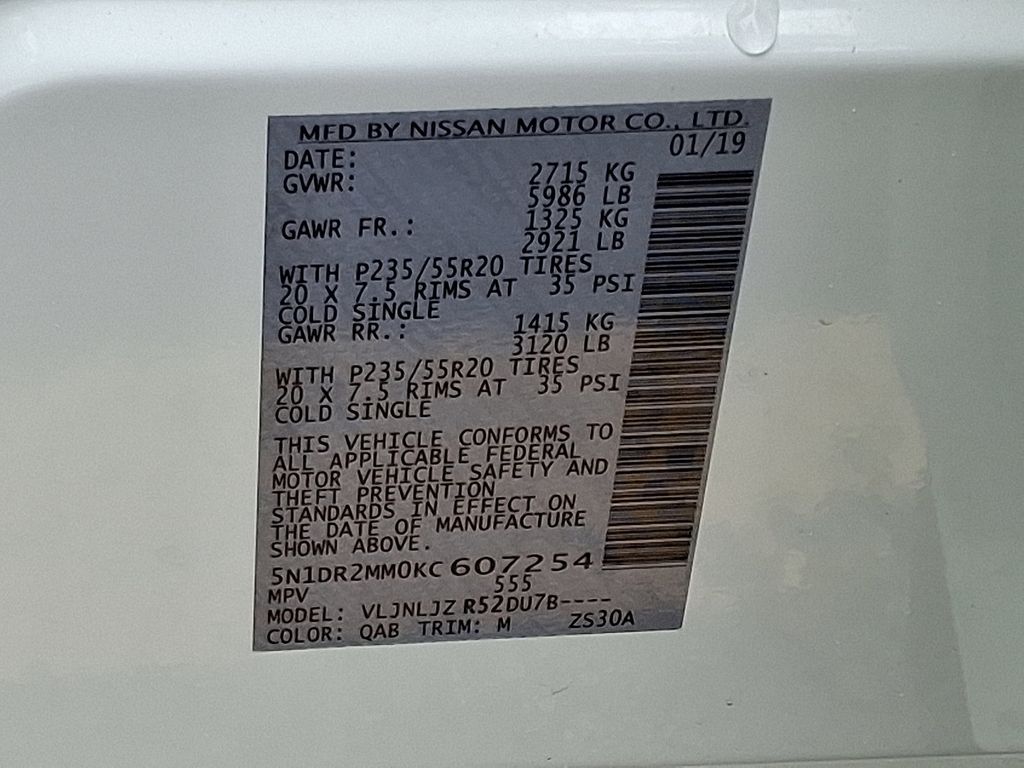 MFD BY NISSAN MOTOR CO., LTD.
DATE: 01/19
GVWR: 2715 KG
5986 LB
GAWR FR.: 1325 KG
2921 LB
WITH P235/55R20 TIRES
20 X 7.5 RIMS AT 35 PSI
COLD SINGLE
GAWR RR.: 1415 KG
3120 LB
WITH P235/55R20 TIRES
20 X 7.5 RIMS AT 35 PSI
COLD SINGLE
THIS VEHICLE CONFORMS TO
ALL APPLICABLE FEDERAL
MOTOR VEHICLE SAFETY AND
THEFT PREVENTION
STANDARDS IN EFFECT ON
THE DATE OF MANUFACTURE
SHOWN ABOVE.
5N1DR2MM0KC607254
MPV 555
MODEL: VLJNLJZ R52DU7B----
COLOR: QAB TRIM: M ZS30A